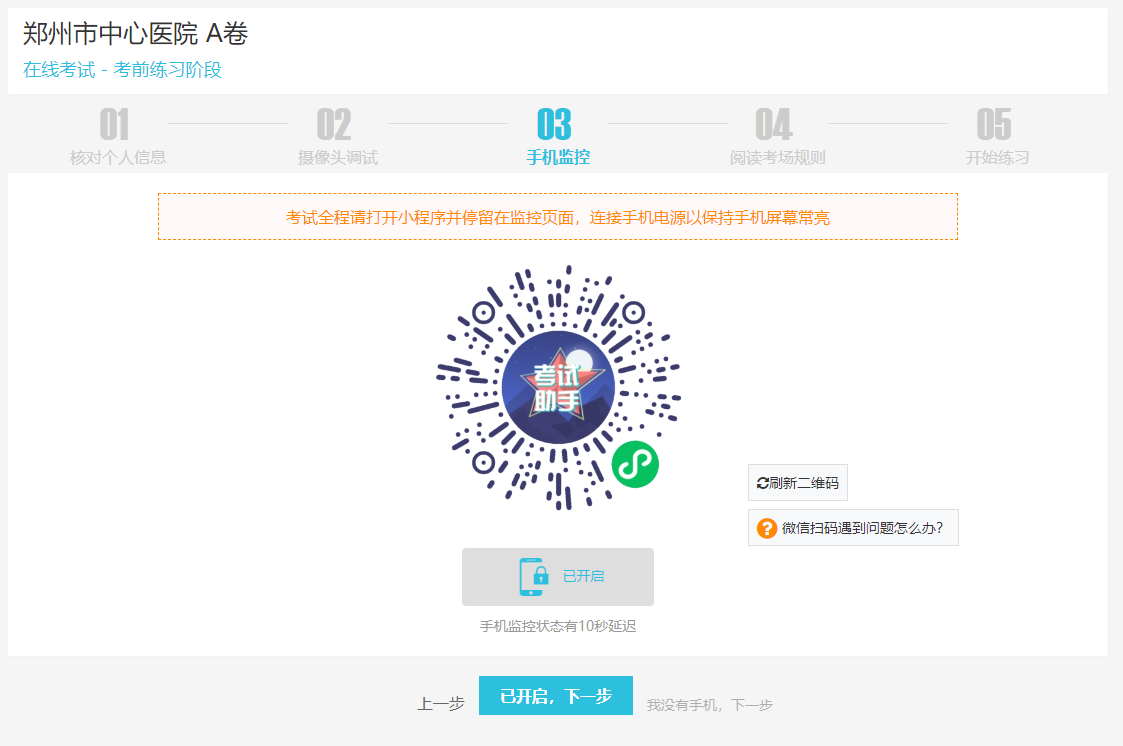 郑州市中心医院 A卷
在线考试 - 考前练习阶段
01
核对个人信息
02
摄像头调试
03
手机监控
04
阅读考场规则
05
开始练习
考试全程请打开小程序并停留在监控页面，连接手机电源以保持手机屏幕常亮
考试
助手
刷新二维码
微信扫码遇到问题怎么办?
已开启
手机监控状态有10秒延迟
上一步
已开启，下一步
我没有手机，下一步